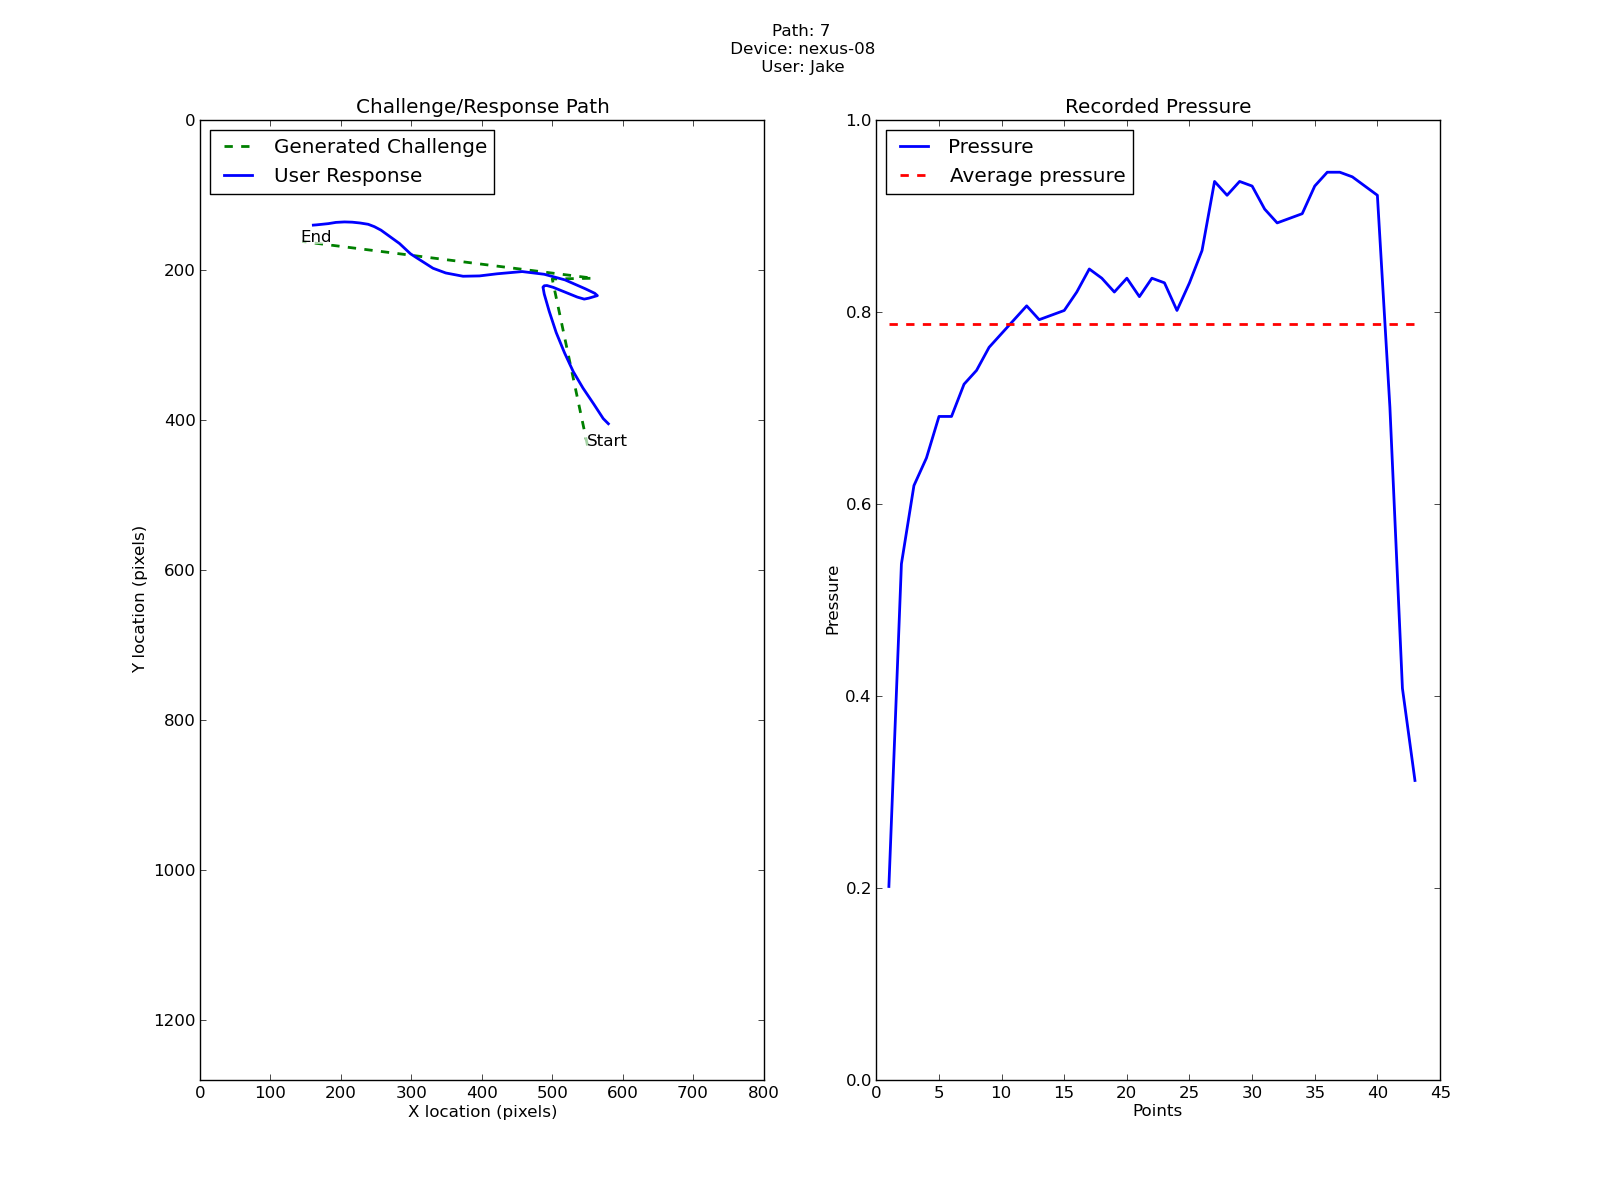 Path: 7
Device: nexus-08
User: Jake
Challenge/Response Path
Generated Challenge
User Response
End
Start
0
200
400
600
800
1000
1200
Y location (pixels)
0 100 200 300 400 500 600 700 800
X location (pixels)
Recorded Pressure
Pressure
Average pressure
1.0
0.8
0.6
0.4
0.2
0.0
Pressure
0 5 10 15 20 25 30 35 40 45
Points